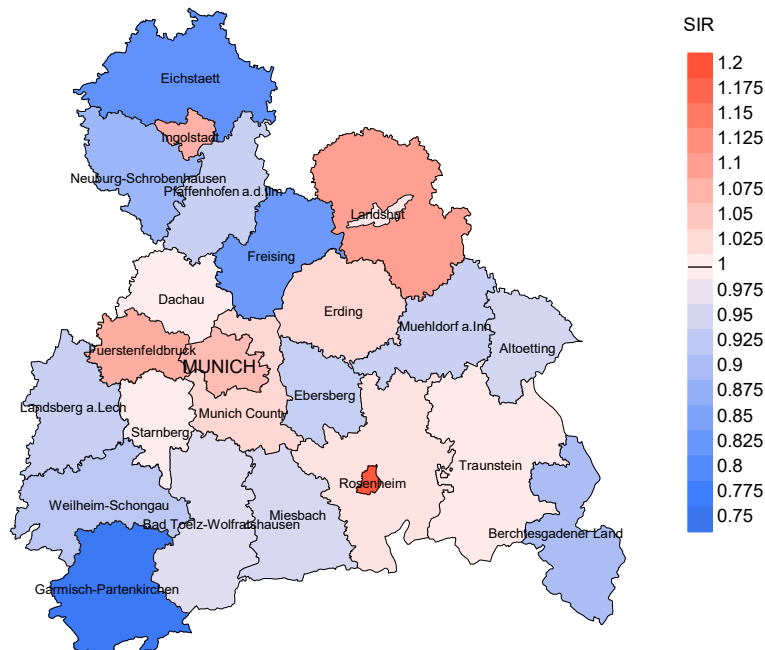 SIR
Eichstaett
Ingolstadt
Neuburg-Schrobenhausen
Pfaffenhofen a.d.Ilm
Landshut
Freising
Dachau
Erding
Muehldorf a.Inn
Altoetting
Fuerstenfeldbruck
MUNICH
Ebersberg
Landsberg a.Lech
Munich County
Starnberg
Traunstein
Rosenheim
Weilheim-Schongau
Miesbach
Bad Toelz-Wolfratshausen
Berchtesgadener Land
Garmisch-Partenkirchen
1.2
1.175
1.15
1.125
1.1
1.075
1.05
1.025
1
0.975
0.95
0.925
0.9
0.875
0.85
0.825
0.8
0.775
0.75